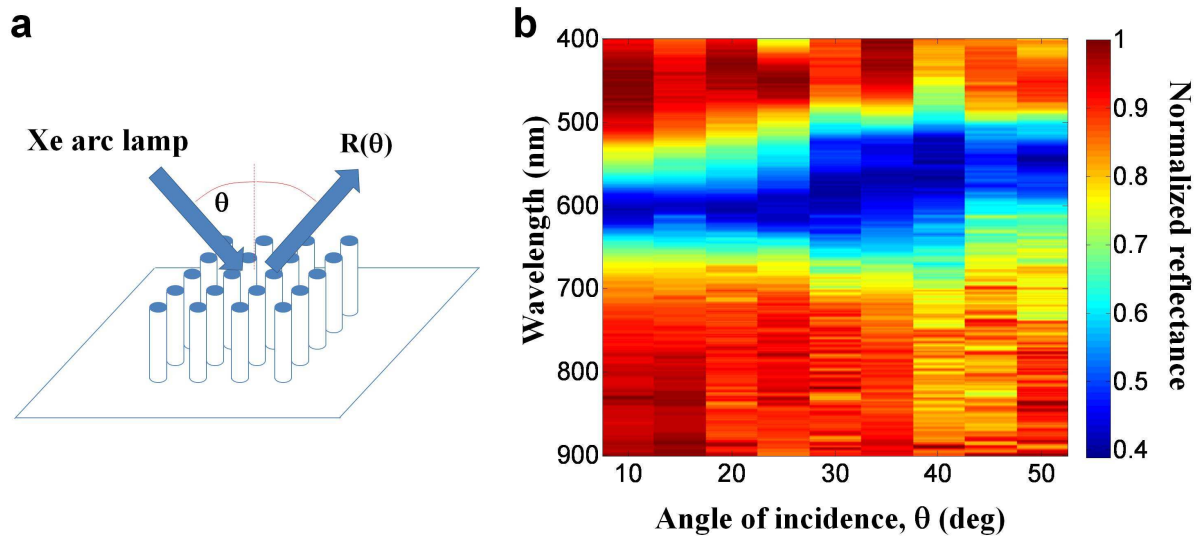 a
Xe arc lamp
R(θ)
θ
b
Wavelength (nm)
400
500
600
700
800
900
10
20
30
40
50
Angle of incidence, θ (deg)
1
0.9
0.8
0.7
0.6
0.5
0.4
Normalized reflectance